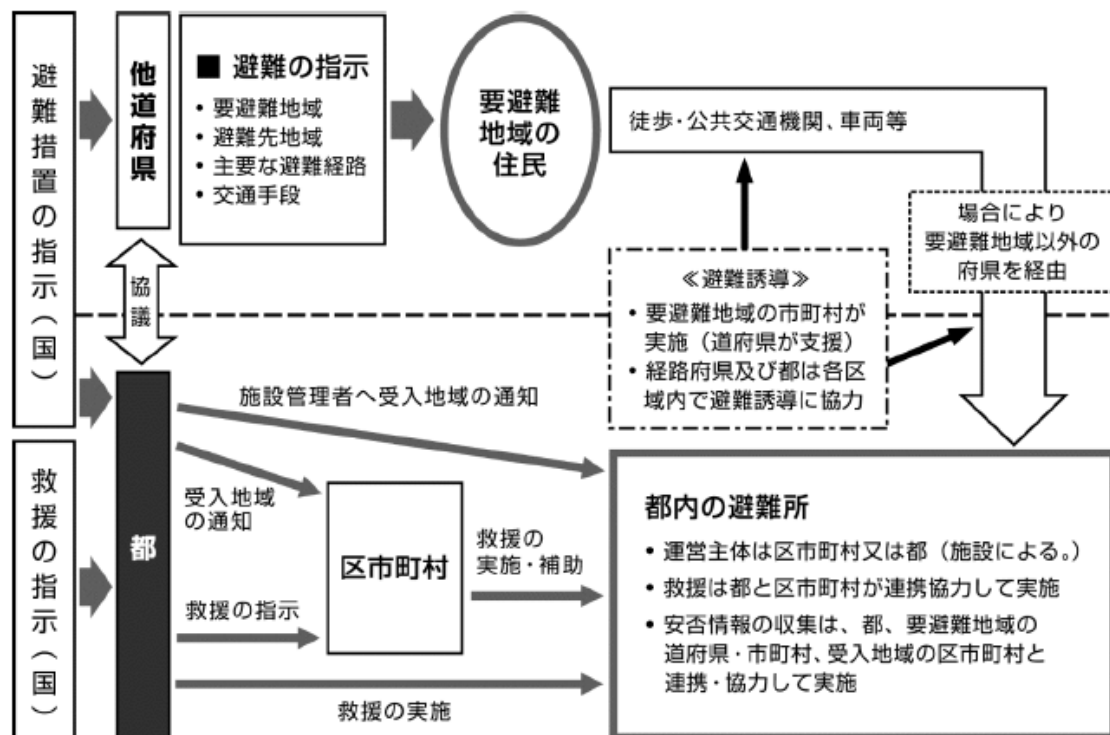 避難措置の指示（国）
他道府県
■ 避難の指示
• 要避難地域
• 避難先地域
• 主要な避難経路
• 交通手段
要避難
地域の
住民
徒歩・公共交通機関、車両等
場合により
要避難地域以外の
府県を経由
協議
≪避難誘導≫
• 要避難地域の市町村が
実施（道府県が支援）
• 経路府県及び都は各区
域内で避難誘導に協力
救援の指示（国）
都
施設管理者へ受入地域の通知
受入地域
の通知
救援の指示
区市町村
救援の
実施・補助
救援の実施
都内の避難所
• 運営主体は区市町村又は都（施設による。）
• 救援は都と区市町村が連携協力して実施
• 安否情報の収集は、都、要避難地域の
道府県・市町村、受入地域の区市町村と
連携・協力して実施